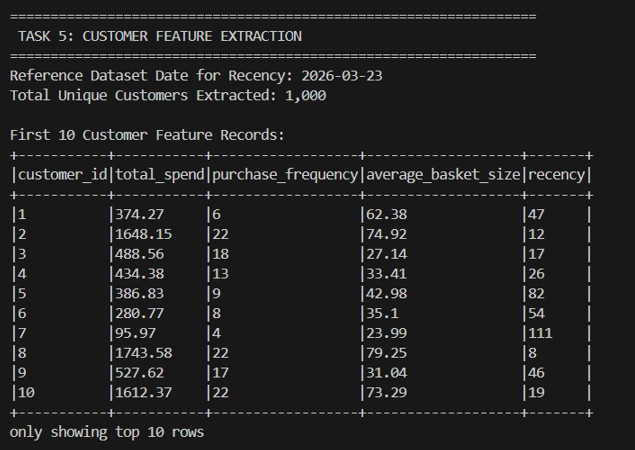 ==============================================================
 TASK 5: CUSTOMER FEATURE EXTRACTION
==============================================================
Reference Dataset Date for Recency: 2026-03-23
Total Unique Customers Extracted: 1,000

First 10 Customer Feature Records:
+-----------+-----------+------------------+-------------------+-------+
|customer_id|total_spend|purchase_frequency|average_basket_size|recency|
+-----------+-----------+------------------+-------------------+-------+
|1          |374.27     |6                 |62.38              |47     |
|2          |1648.15    |22                |74.92              |12     |
|3          |488.56     |18                |27.14              |17     |
|4          |434.38     |13                |33.41              |26     |
|5          |386.83     |9                 |42.98              |82     |
|6          |280.77     |8                 |35.1               |54     |
|7          |95.97      |4                 |23.99              |111    |
|8          |1743.58    |22                |79.25              |8      |
|9          |527.62     |17                |31.04              |46     |
|10         |1612.37    |22                |73.29              |19     |
+-----------+-----------+------------------+-------------------+-------+
only showing top 10 rows